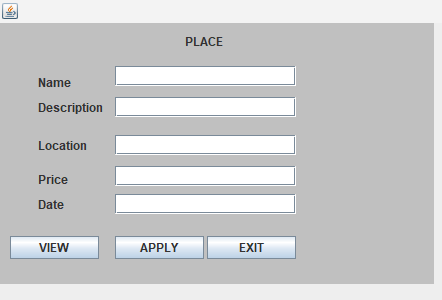 PLACE
Name
Description
Location
Price
Date
VIEW APPLY EXIT